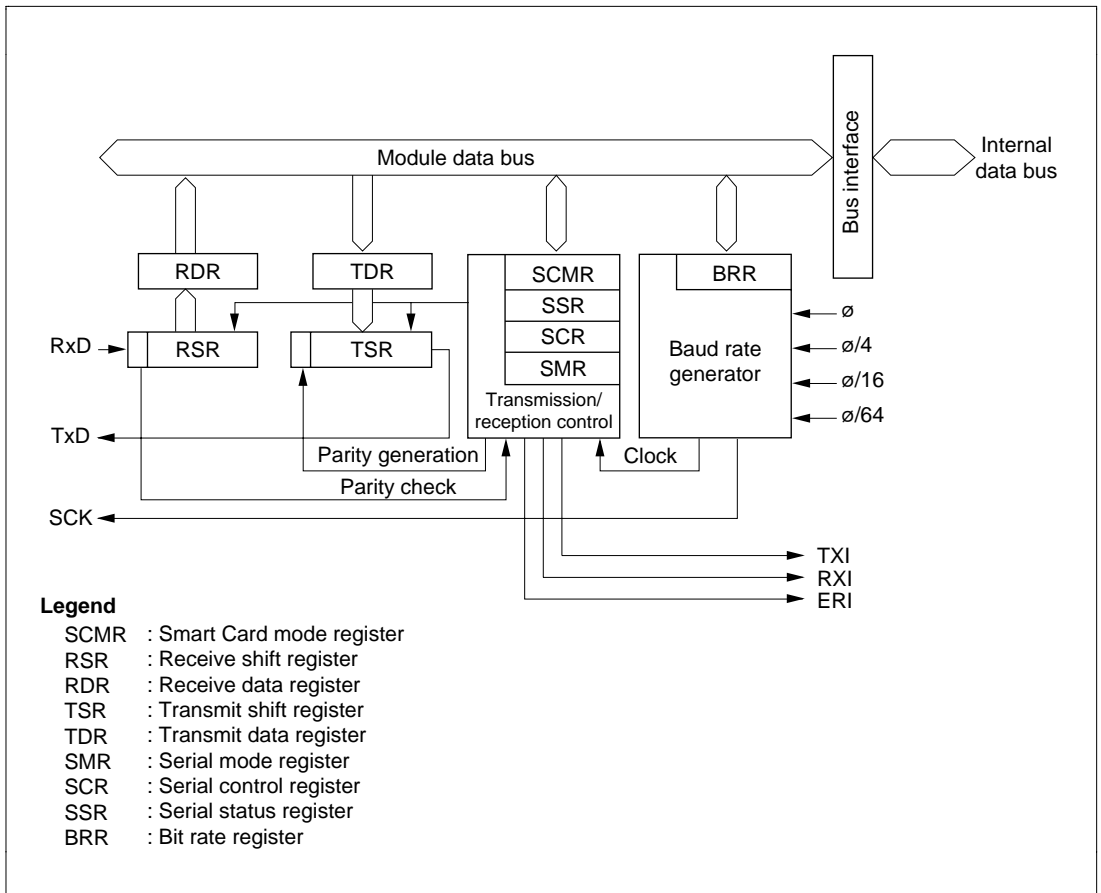 Bus interface
Internal
data bus
Module data bus
RDR
TDR
SCMR
BRR
SSR
SCR
SMR
RxD
RSR
TSR
Baud rate
generator
ø
ø/4
ø/16
ø/64
Transmission/
reception control
TxD
Parity generation
Clock
Parity check
SCK
TXI
RXI
ERI
Legend
SCMR : Smart Card mode register
RSR : Receive shift register
RDR : Receive data register
TSR : Transmit shift register
TDR : Transmit data register
SMR : Serial mode register
SCR : Serial control register
SSR : Serial status register
BRR : Bit rate register